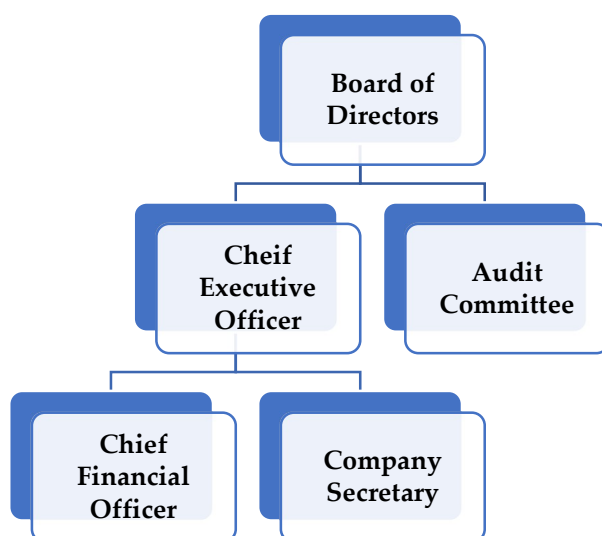 Board of
Directors
Cheif
Executive
Officer
Audit
Committee
Chief
Financial
Officer
Company
Secretary